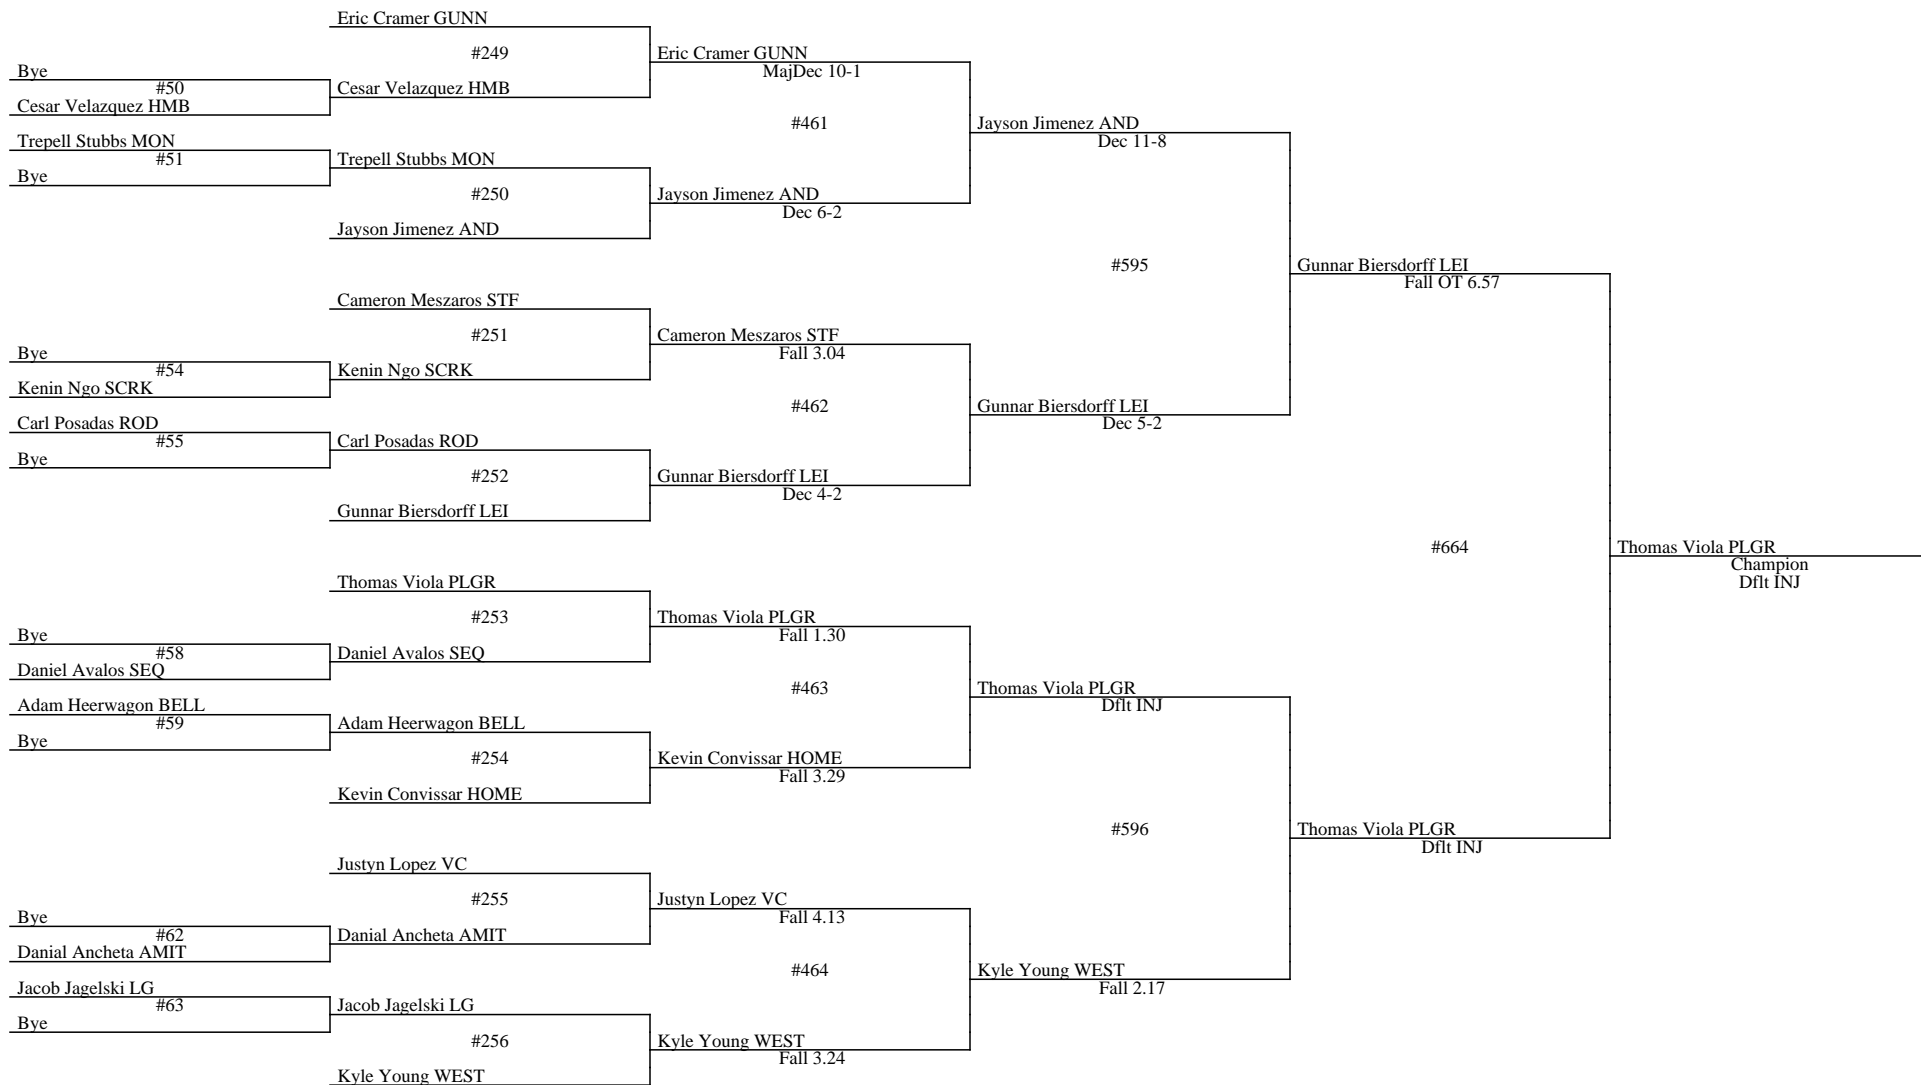 Eric Cramer GUNN
#249
Eric Cramer GUNN
MajDec 10-1
Bye
#50
Cesar Velazquez HMB
Cesar Velazquez HMB
#461
Jayson Jimenez AND
Dec 11-8
Trepell Stubbs MON
#51
Bye
Trepell Stubbs MON
#250
Jayson Jimenez AND
Dec 6-2
Jayson Jimenez AND
#595
Gunnar Biersdorff LEI
Fall OT 6.57
Cameron Meszaros STF
#251
Cameron Meszaros STF
Fall 3.04
Bye
#54
Kenin Ngo SCRK
Kenin Ngo SCRK
#462
Gunnar Biersdorff LEI
Dec 5-2
Carl Posadas ROD
#55
Bye
Carl Posadas ROD
#252
Gunnar Biersdorff LEI
Dec 4-2
Gunnar Biersdorff LEI
#664
Thomas Viola PLGR
Champion
Dflt INJ
Thomas Viola PLGR
#253
Thomas Viola PLGR
Fall 1.30
Bye
#58
Daniel Avalos SEQ
Daniel Avalos SEQ
#463
Thomas Viola PLGR
Dflt INJ
Adam Heerwagon BELL
#59
Bye
Adam Heerwagon BELL
#254
Kevin Convissar HOME
Fall 3.29
Kevin Convissar HOME
#596
Thomas Viola PLGR
Dflt INJ
Justyn Lopez VC
#255
Justyn Lopez VC
Fall 4.13
Bye
#62
Danial Ancheta AMIT
Danial Ancheta AMIT
#464
Kyle Young WEST
Fall 2.17
Jacob Jagelski LG
#63
Bye
Jacob Jagelski LG
#256
Kyle Young WEST
Fall 3.24
Kyle Young WEST